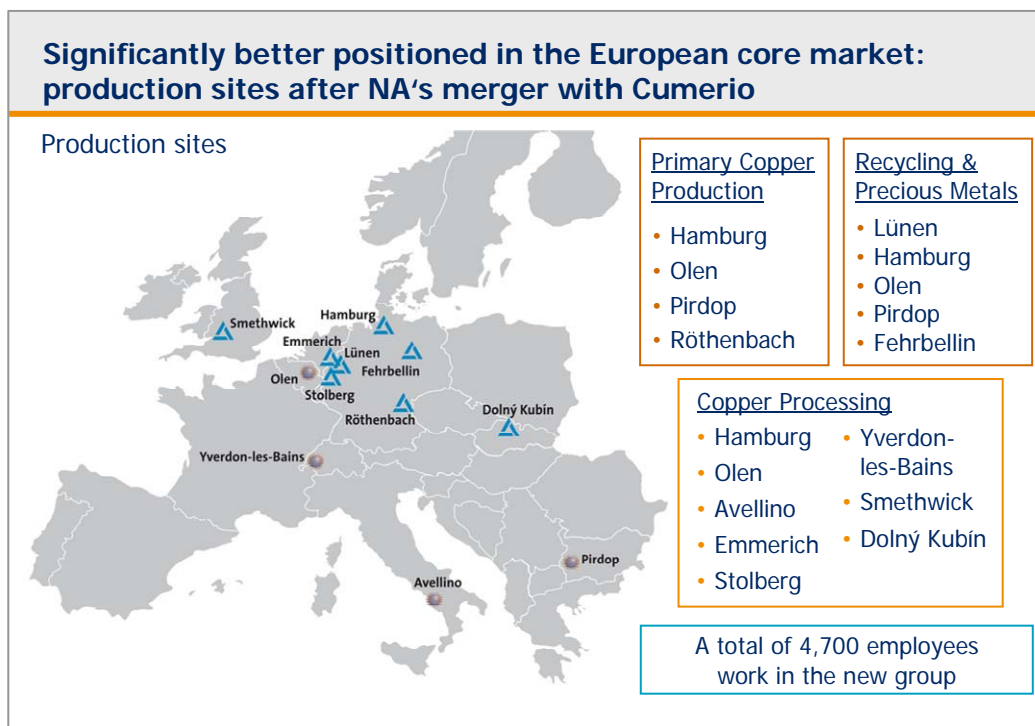 Significantly better positioned in the European core market:
production sites after NA‘s merger with Cumerio
Production sites
Smethwick
Hamburg
Emmerich
Lünen
Fehrbellin
Olen
Stolberg
Röthenbach
Dolný Kubín
Yverdon-les-Bains
Pirdop
Avellino
Primary Copper
Production
• Hamburg
• Olen
• Pirdop
• Röthenbach
Recycling &
Precious Metals
• Lünen
• Hamburg
• Olen
• Pirdop
• Fehrbellin
Copper Processing
• Hamburg
• Olen
• Avellino
• Emmerich
• Stolberg
• Yverdon-
les-Bains
• Smethwick
• Dolný Kubín
A total of 4,700 employees
work in the new group